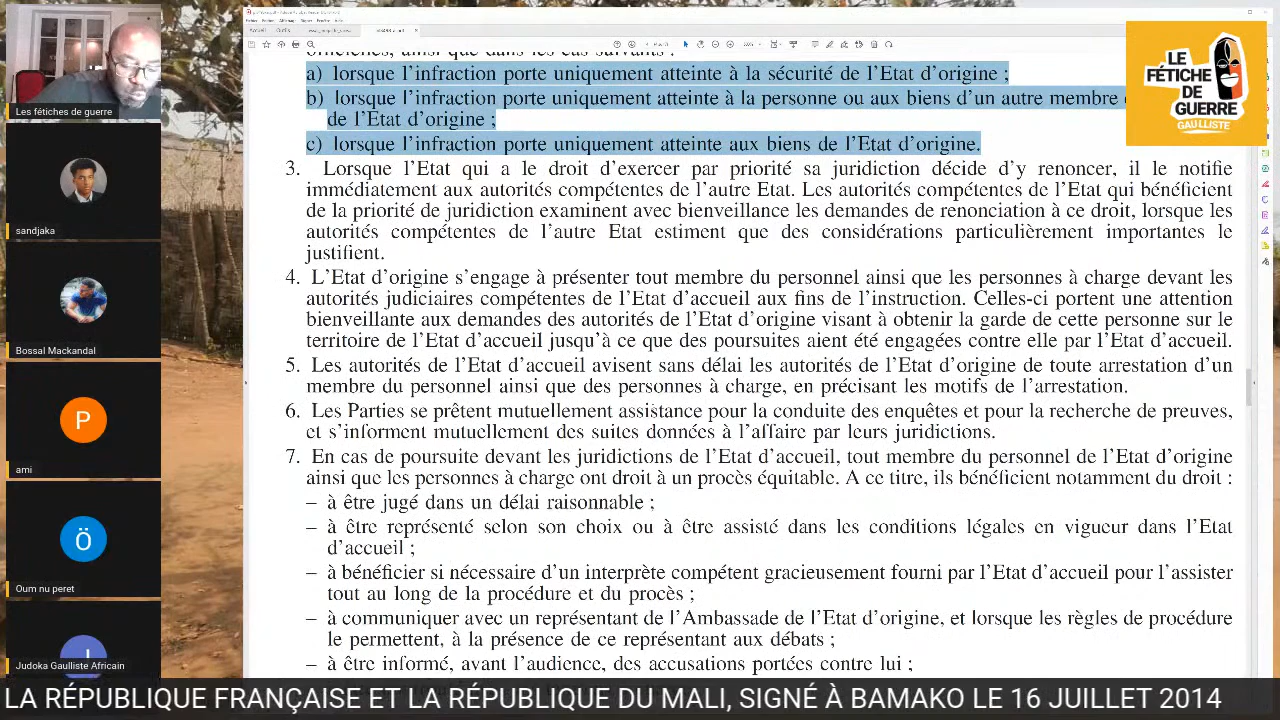 Les fétiches de guerre
sandjaka
Bossal Mackandal
ami
Oum nu peret
Judoka Gaulliste Africain
P
Ö
J
LE
FÉTICHE
DE
GUERRE
GAULLISTE
officielles, ainsi que dans les cas suivants :
a) lorsque l’infraction porte uniquement atteinte à la sécurité de l’Etat d’origine ;
b) lorsque l’infraction porte uniquement atteinte à la personne ou aux biens d’un autre membre
de l’Etat d’origine ;
c) lorsque l’infraction porte uniquement atteinte aux biens de l’Etat d’origine.
3. Lorsque l’Etat qui a le droit d’exercer par priorité sa juridiction décide d’y renoncer, il le notifie
immédiatement aux autorités compétentes de l’autre Etat. Les autorités compétentes de l’Etat qui bénéficient
de la priorité de juridiction examinent avec bienveillance les demandes de renonciation à ce droit, lorsque les
autorités compétentes de l’autre Etat estiment que des considérations particulièrement importantes le
justifient.
4. L’Etat d’origine s’engage à présenter tout membre du personnel ainsi que les personnes à charge devant les
autorités judiciaires compétentes de l’Etat d’accueil aux fins de l’instruction. Celles-ci portent une attention
bienveillante aux demandes des autorités de l’Etat d’origine visant à obtenir la garde de cette personne sur le
territoire de l’Etat d’accueil jusqu’à ce que des poursuites aient été engagées contre elle par l’Etat d’accueil.
5. Les autorités de l’Etat d’accueil avisent sans délai les autorités de l’Etat d’origine de toute arrestation d’un
membre du personnel ainsi que des personnes à charge, en précisant les motifs de l’arrestation.
6. Les Parties se prêtent mutuellement assistance pour la conduite des enquêtes et pour la recherche de preuves,
et s’informent mutuellement des suites données à l’affaire par leurs juridictions.
7. En cas de poursuite devant les juridictions de l’Etat d’accueil, tout membre du personnel de l’Etat d’origine
ainsi que les personnes à charge ont droit à un procès équitable. A ce titre, ils bénéficient notamment du droit :
– à être jugé dans un délai raisonnable ;
– à être représenté selon son choix ou à être assisté dans les conditions légales en vigueur dans l’Etat
d’accueil ;
– à bénéficier si nécessaire d’un interprète compétent gracieusement fourni par l’Etat d’accueil pour l’assister
tout au long de la procédure et du procès ;
– à communiquer avec un représentant de l’Ambassade de l’Etat d’origine, et lorsque les règles de procédure
le permettent, à la présence de ce représentant aux débats ;
– à être informé, avant l’audience, des accusations portées contre lui ;
LA RÉPUBLIQUE FRANÇAISE ET LA RÉPUBLIQUE DU MALI, SIGNÉ À BAMAKO LE 16 JUILLET 2014